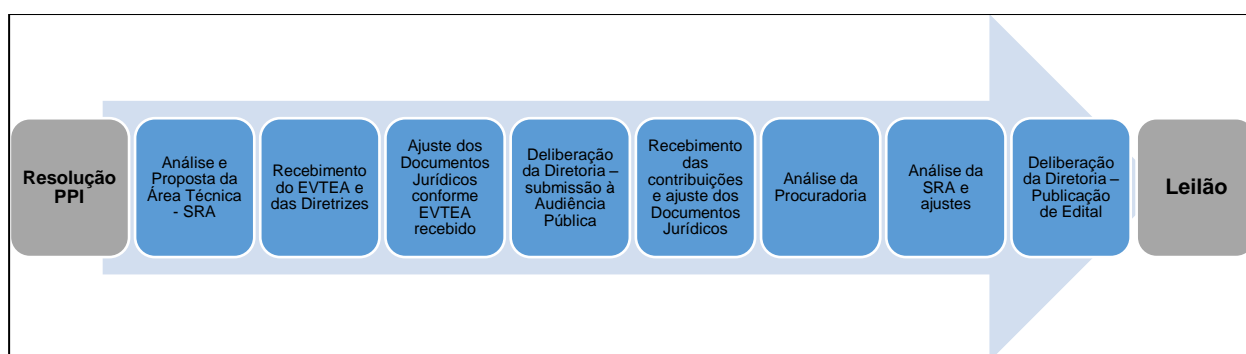 Resolução
PPI
Análise e
Proposta da
Área Técnica
- SRA
Recebimento
do EVTEA e
das Diretrizes
Ajuste dos
Documentos
Jurídicos
conforme
EVTEA
recebido
Deliberação
da Diretoria –
submissão à
Audiência
Pública
Recebimento
das
contribuições
e ajuste dos
Documentos
Jurídicos
Análise da
Procuradoria
Análise da
SRA e
ajustes
Deliberação
da Diretoria –
Publicação
de Edital
Leilão